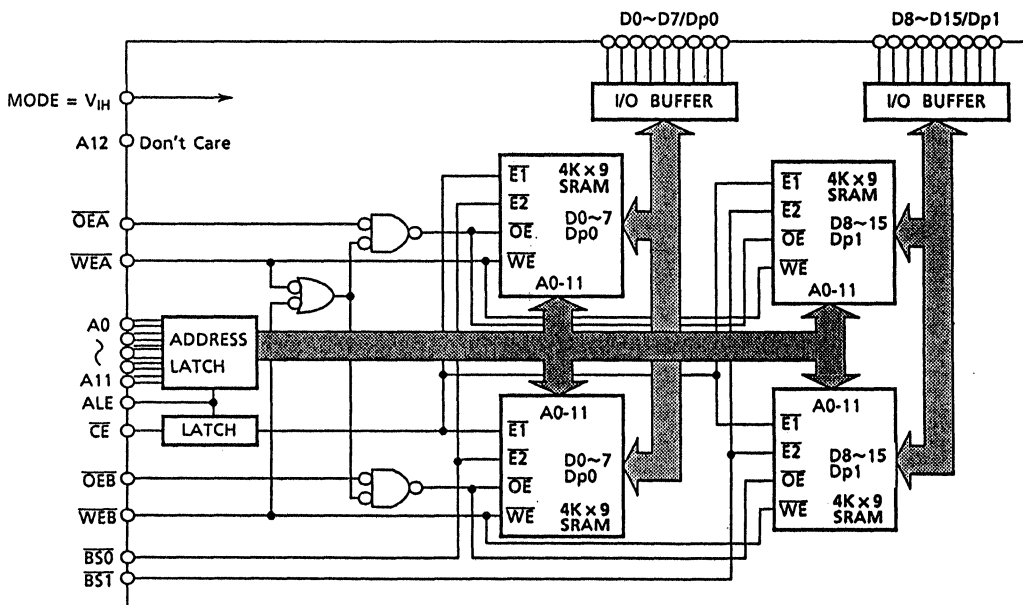 D0~D7/Dp0
D8~D15/Dp1
I/O BUFFER
I/O BUFFER
MODE = VIH
A12 Don't Care
OEA
WEA
A0
~
A11
ALE
CE
OEB
WEB
BS0
BS1
ADDRESS
LATCH
LATCH
E1
E2
OE
WE
4K×9
SRAM
D0~7
Dp0
A0-11
E1
E2
OE
WE
4K×9
SRAM
D8~15
Dp1
A0-11
A0-11
E1
E2
OE
WE
D0~7
Dp0
4K×9
SRAM
A0-11
E1
E2
OE
WE
D8~15
Dp1
4K×9
SRAM